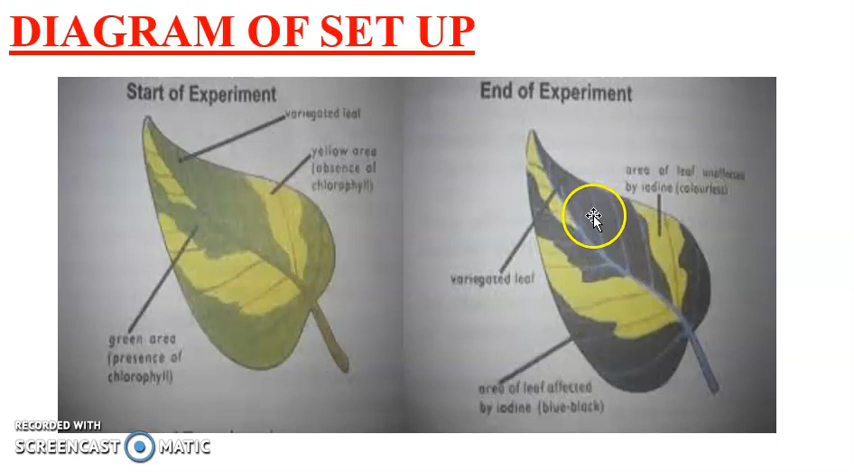 DIAGRAM OF SET UP
Start of Experiment
variegated leaf
yellow area
(absence of
chlorophyll)
green area
(presence of
chlorophyll)
End of Experiment
area of leaf unaffected
by iodine (colourless)
variegated leaf
area of leaf affected
by iodine (blue-black)
RECORDED WITH
SCREENCAST MATIC